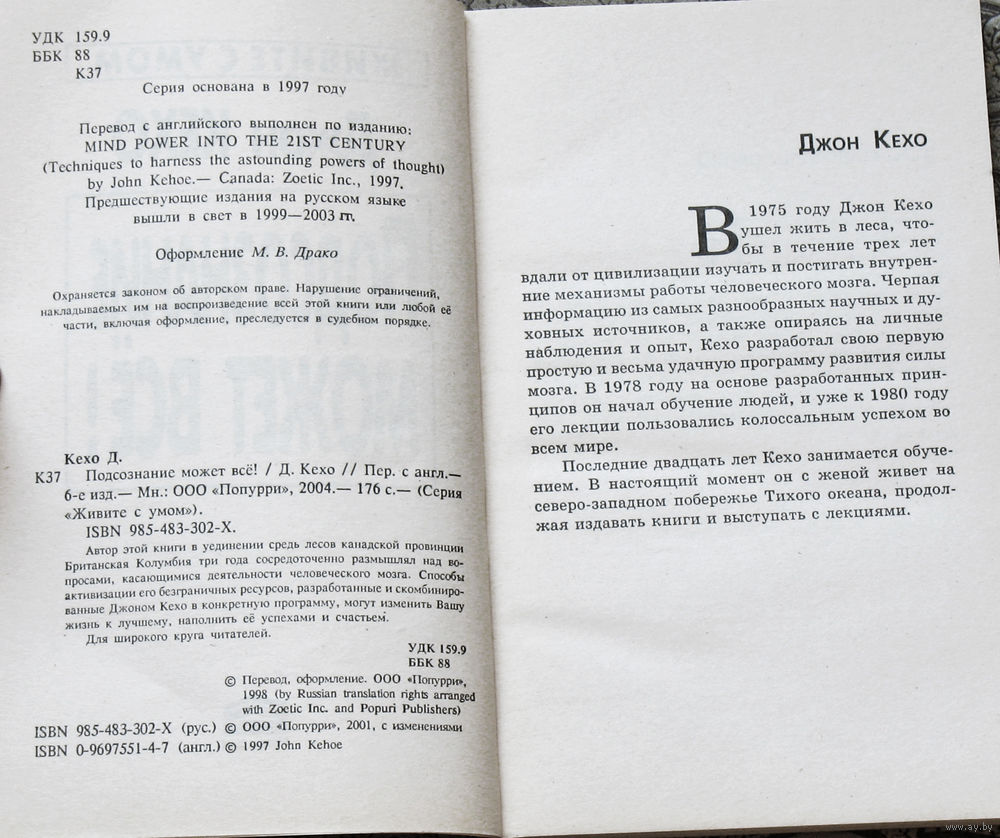 УДК 159.9
ББК 88
К37
Серия основана в 1997 году
Перевод с английского выполнен по изданию:
MIND POWER INTO THE 21ST CENTURY
(Techniques to harness the astounding powers of thought)
by John Kehoe.— Canada: Zoetic Inc., 1997.
Предшествующие издания на русском языке
вышли в свет в 1999—2003 гг.
Оформление М. В. Драко
Охраняется законом об авторском праве. Нарушение ограничений,
накладываемых им на воспроизведение всей этой книги или любой её
части, включая оформление, преследуется в судебном порядке.
Кехо Д.
К37 Подсознание может всё! / Д. Кехо // Пер. с англ.—
6-е изд.— Мн.: ООО «Попурри», 2004.— 176 с.— (Серия
«Живите с умом»).
ISBN 985-483-302-X.
Автор этой книги в уединении средь лесов канадской провинции
Британская Колумбия три года сосредоточенно размышлял над во-
просами, касающимися деятельности человеческого мозга. Способы
активизации его безграничных ресурсов, разработанные и скомбиниро-
ванные Джоном Кехо в конкретную программу, могут изменить Вашу
жизнь к лучшему, наполнить её успехами и счастьем.
Для широкого круга читателей.
УДК 159.9
ББК 88
© Перевод, оформление. ООО «Попурри»,
1998 (by Russian translation rights arranged
with Zoetic Inc. and Popuri Publishers)
ISBN 985-483-302-X (рус.) © ООО «Попурри», 2001, с изменениями
ISBN 0-9697551-4-7 (англ.) © 1997 John Kehoe
Джон Кехо
В 1975 году Джон Кехо
ушел жить в леса, что-
бы в течение трех лет
вдали от цивилизации изучать и постигать внутрен-
ние механизмы работы человеческого мозга. Черпая
информацию из самых разнообразных научных и ду-
ховных источников, а также опираясь на личные
наблюдения и опыт, Кехо разработал свою первую
простую и весьма удачную программу развития силы
мозга. В 1978 году на основе разработанных прин-
ципов он начал обучение людей, и уже к 1980 году
его лекции пользовались колоссальным успехом во
всем мире.
Последние двадцать лет Кехо занимается обуче-
нием. В настоящий момент он с женой живет на
северо-западном побережье Тихого океана, продол-
жая издавать книги и выступать с лекциями.
www.ay.by